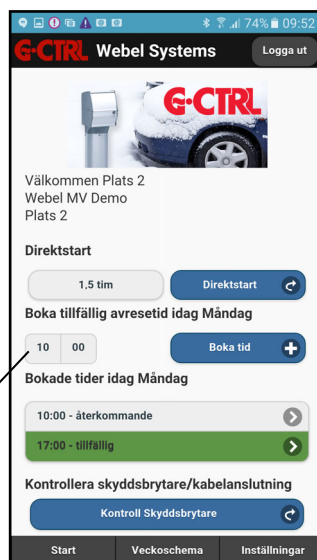 74% 09:52
G·CTRL Webel Systems Logga ut
G·CTRL
Välkommen Plats 2
Webel MV Demo
Plats 2
Direktstart
1,5 tim Direktstart
Boka tillfällig avresetid idag Måndag
10 00 Boka tid
Bokade tider idag Måndag
10:00 - återkommande
17:00 - tillfällig
Kontrollera skyddsbrytare/kabelanslutning
Kontroll Skyddsbrytare
Start Veckoschema Inställningar